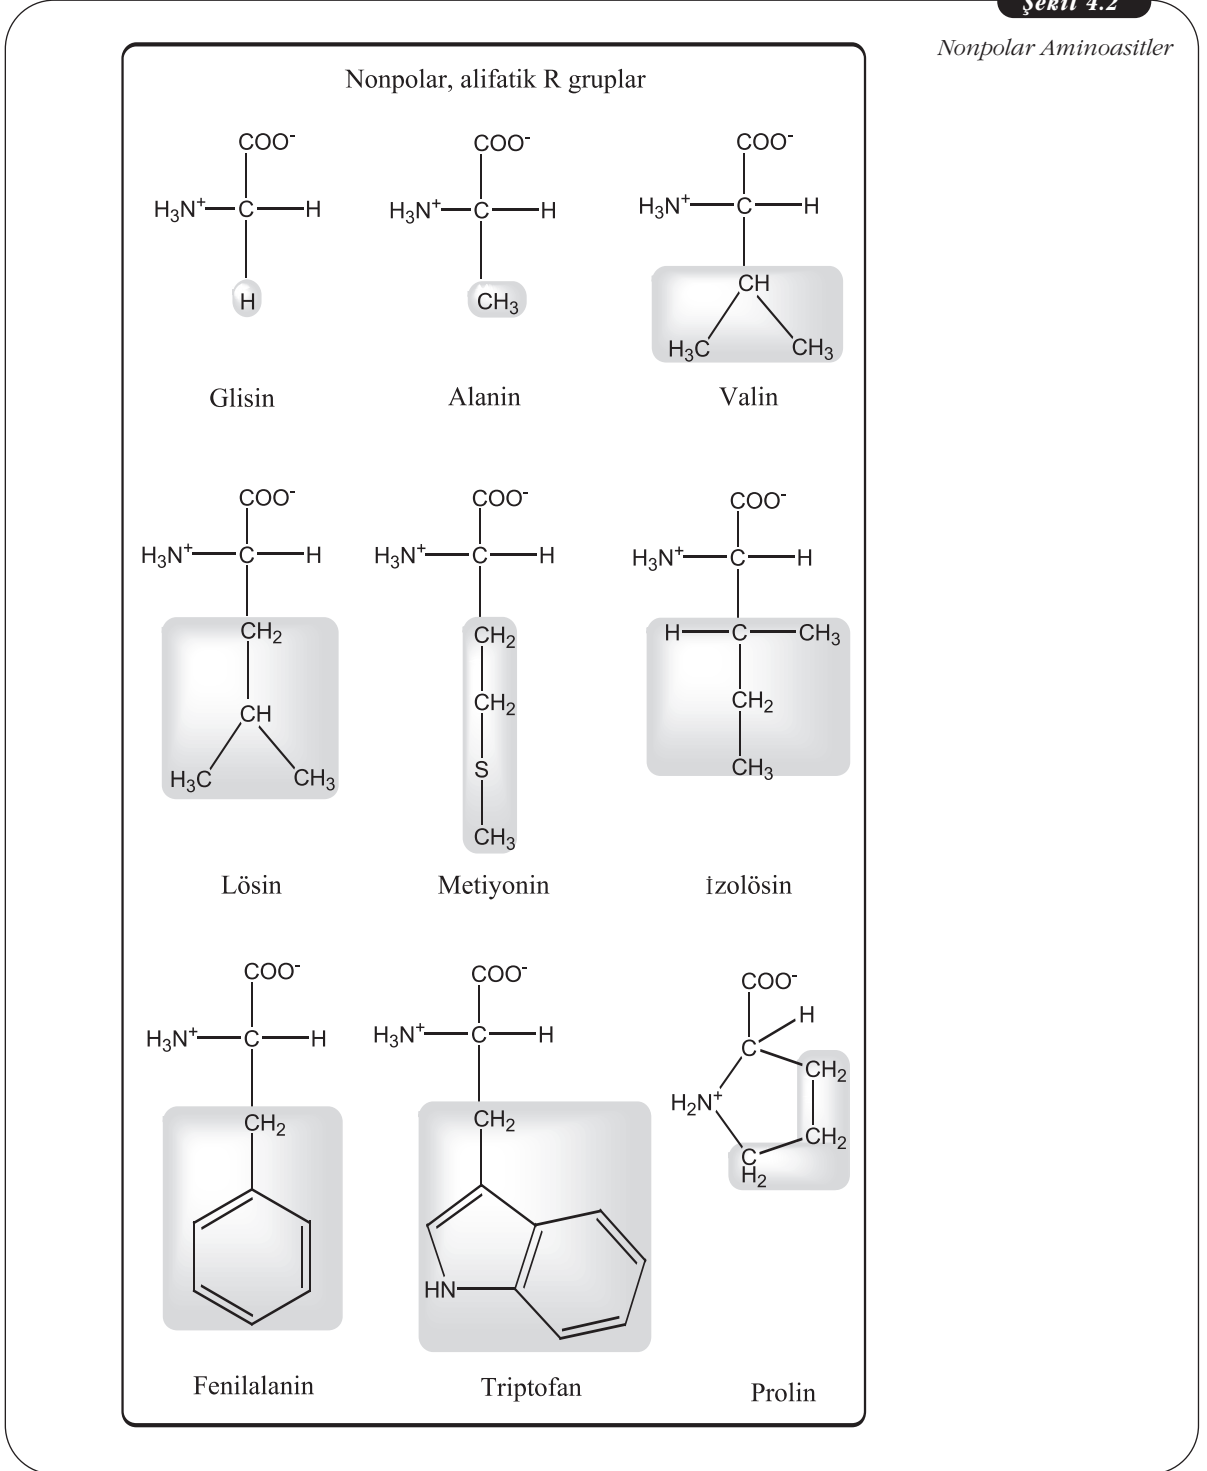 Şekil 4.2
Nonpolar Aminoasitler
Nonpolar, alifatik R gruplar
COO⁻ COO⁻ COO⁻
H₃N⁺ C H H₃N⁺ C H H₃N⁺ C H
H CH₃ CH
H₃C CH₃
Glisin Alanin Valin
COO⁻ COO⁻ COO⁻
H₃N⁺ C H H₃N⁺ C H H₃N⁺ C H
CH₂ CH₂ H C CH₃
CH CH₂ CH₂
H₃C CH₃ S CH₃
CH₃
Lösin Metiyonin İzolösin
COO⁻ COO⁻ COO⁻
H₃N⁺ C H H₃N⁺ C H C H
CH₂ CH₂ H₂N⁺ CH₂
CH₂
C
H₂
HN
Fenilalanin Triptofan Prolin